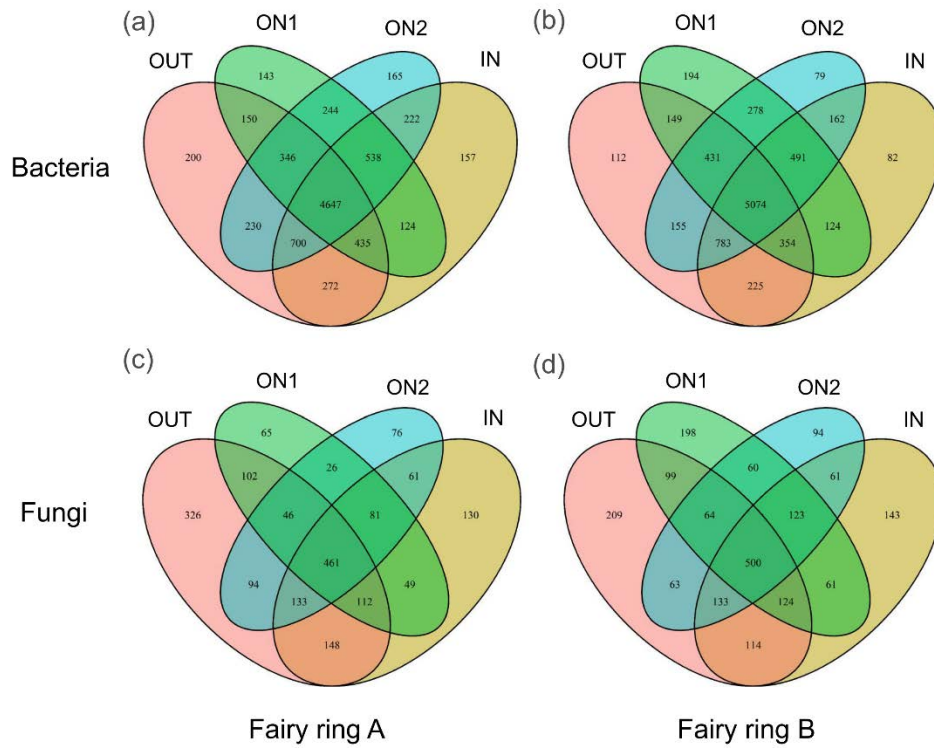 (a)
(b)
ON1
ON2
ON1
ON2
OUT
IN
OUT
IN
143
165
194
79
150
244
222
149
278
162
200
346
538
157
112
431
491
82
4647
5074
230
124
155
124
700
435
783
354
272
225
Bacteria
(c)
(d)
ON1
ON2
ON1
ON2
OUT
IN
OUT
IN
65
76
198
94
102
26
61
99
60
61
326
46
81
130
209
64
123
143
461
500
94
49
63
61
133
112
133
124
148
114
Fungi
Fairy ring A
Fairy ring B